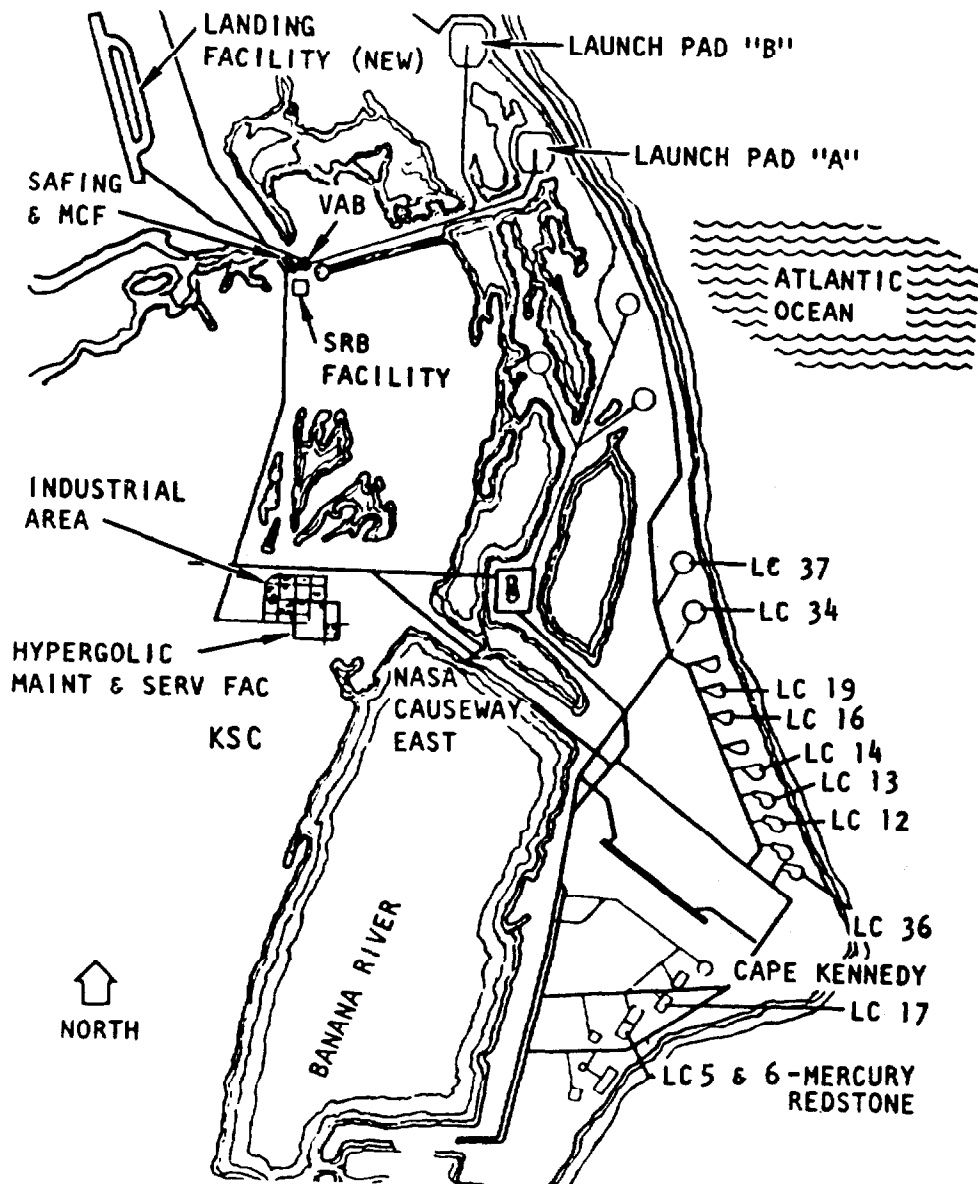 LANDING
FACILITY (NEW)
LAUNCH PAD "B"
LAUNCH PAD "A"
SAFING
& MCF
VAB
ATLANTIC
OCEAN
SRB
FACILITY
INDUSTRIAL
AREA
LC 37
LC 34
HYPERGOLIC
MAINT & SERV FAC
KSC
NASA
CAUSEWAY
EAST
LC 19
LC 16
LC 14
LC 13
LC 12
LC 36
CAPE KENNEDY
LC 17
BANANA RIVER
NORTH
LC5 & 6-MERCURY
REDSTONE